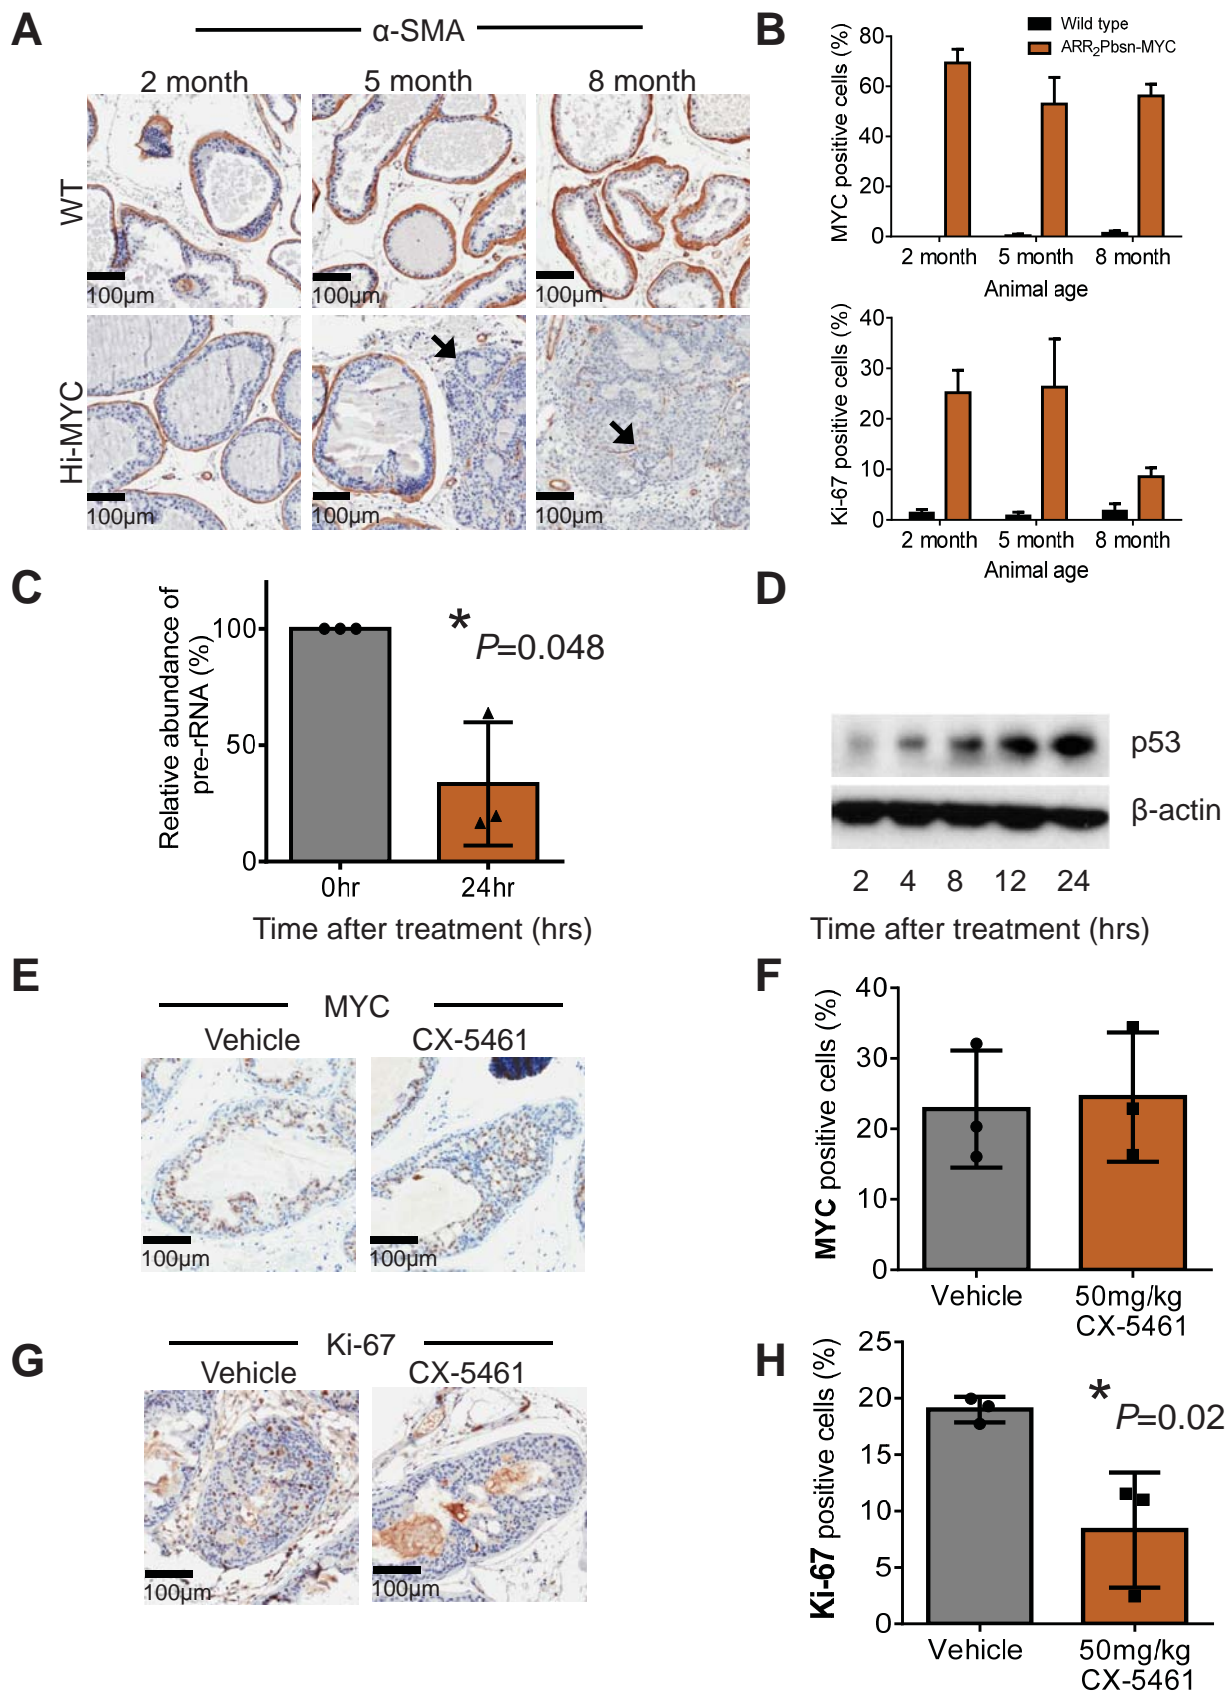 A
α-SMA
2 month
5 month
8 month
WT
100µm
100µm
100µm
Hi-MYC
100µm
100µm
100µm
B
Wild type
ARR₂Pbsn-MYC
MYC positive cells (%)
80
60
40
20
0
2 month
5 month
8 month
Animal age
Ki-67 positive cells (%)
40
30
20
10
0
2 month
5 month
8 month
Animal age
C
Relative abundance of
pre-rRNA (%)
100
50
0
*
P=0.048
0hr
24hr
Time after treatment (hrs)
D
p53
β-actin
2 4 8 12 24
Time after treatment (hrs)
E
MYC
Vehicle
CX-5461
100µm
100µm
F
MYC positive cells (%)
40
30
20
10
0
Vehicle
50mg/kg
CX-5461
G
Ki-67
Vehicle
CX-5461
100µm
100µm
H
Ki-67 positive cells (%)
25
20
15
10
5
0
*
P=0.02
Vehicle
50mg/kg
CX-5461